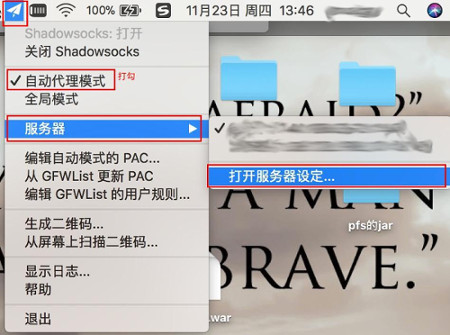 100% 11月23日 周四 13:46
Shadowsocks: 打开
关闭 Shadowsocks
✓ 自动代理模式 打勾
全局模式
服务器
✓
打开服务器设定...
编辑自动模式的 PAC...
从 GFWList 更新 PAC
编辑 GFWList 的用户规则...
生成二维码...
从屏幕上扫描二维码...
显示日志...
帮助
退出
AFRAID?”
A MAN
BRAVE.”
pfs的jar
.war